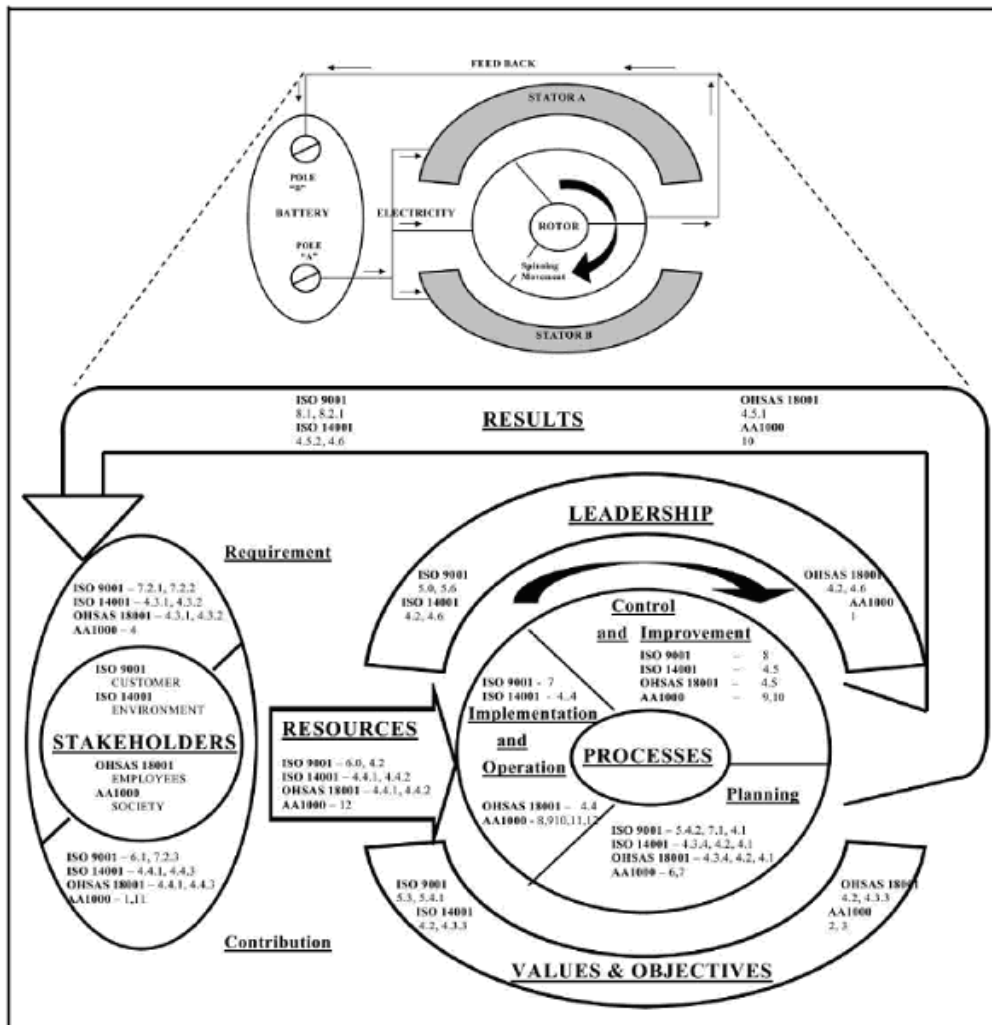 FEED BACK
STATOR A
POLE
"B"
BATTERY
ELECTRICITY
POLE
"A"
ROTOR
Spinning
Movement
STATOR B
ISO 9001
8.1, 8.2.1
ISO 14001
4.5.2, 4.6
RESULTS
OHSAS 18001
4.5.1
AA1000
10
LEADERSHIP
Requirement
ISO 9001 – 7.2.1, 7.2.2
ISO 14001 – 4.3.1, 4.3.2
OHSAS 18001 – 4.3.1, 4.3.2
AA1000 – 4
ISO 9001
5.0, 5.6
ISO 14001
4.2, 4.6
OHSAS 18001
4.2, 4.6
AA1000
1
Control
and Improvement
ISO 9001 – 8
ISO 14001 – 4.5
OHSAS 18001 – 4.5
AA1000 – 9,10
ISO 9001
CUSTOMER
ISO 14001
ENVIRONMENT
STAKEHOLDERS
OHSAS 18001
EMPLOYEES
AA1000
SOCIETY
RESOURCES
ISO 9001 – 6.0, 4.2
ISO 14001 – 4.4.1, 4.4.2
OHSAS 18001 – 4.4.1, 4.4.2
AA1000 – 12
ISO 9001 - 7
ISO 14001 - 4..4
Implementation
and
Operation
OHSAS 18001 – 4.4
AA1000 - 8,910,11,12
PROCESSES
Planning
ISO 9001 – 5.4.2, 7.1, 4.1
ISO 14001 – 4.3.4, 4.2, 4.1
OHSAS 18001 – 4.3.4, 4.2, 4.1
AA1000 – 6,7
ISO 9001 – 6.1, 7.2.3
ISO 14001 – 4.4.1, 4.4.3
OHSAS 18001 – 4.4.1, 4.4.3
AA1000 – 1,11
Contribution
ISO 9001
5.3, 5.4.1
ISO 14001
4.2, 4.3.3
OHSAS 18001
4.2, 4.3.3
AA1000
2, 3
VALUES & OBJECTIVES